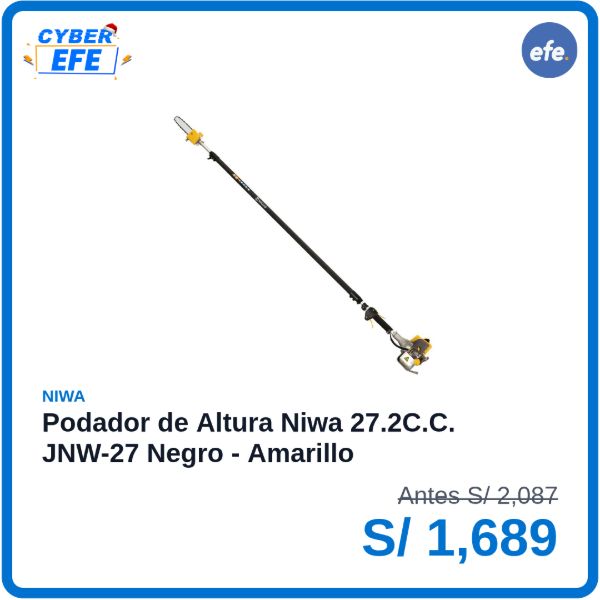 CYBER
EFE
efe.
NIWA
Podador de Altura Niwa 27.2C.C.
JNW-27 Negro - Amarillo
Antes S/ 2,087
S/ 1,689